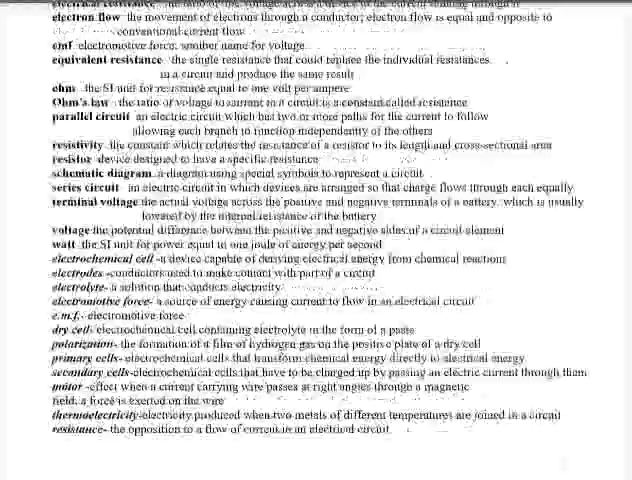 electrical resistance the ratio of the voltage across a device to the current running through it
electron flow the movement of electrons through a conductor; electron flow is equal and opposite to
conventional current flow
emf electromotive force, another name for voltage
equivalent resistance the single resistance that could replace the individual resistances
in a circuit and produce the same result
ohm the SI unit for resistance equal to one volt per ampere
Ohm's law the ratio of voltage to current in a circuit is a constant called resistance
parallel circuit an electric circuit which has two or more paths for the current to follow
allowing each branch to function independently of the others
resistivity the constant which relates the resistance of a resistor to its length and cross-sectional area
resistor device designed to have a specific resistance
schematic diagram a diagram using special symbols to represent a circuit
series circuit an electric circuit in which devices are arranged so that charge flows through each equally
terminal voltage the actual voltage across the positive and negative terminals of a battery, which is usually
lowered by the internal resistance of the battery
voltage the potential difference between the positive and negative sides of a circuit element
watt the SI unit for power equal to one joule of energy per second
electrochemical cell -a device capable of deriving electrical energy from chemical reactions
electrodes -conductors used to make contact with part of a circuit
electrolyte- a solution that conducts electricity
electromotive force- a source of energy causing current to flow in an electrical circuit
e.m.f.- electromotive force
dry cell- electrochemical cell containing electrolyte in the form of a paste
polarization- the formation of a film of hydrogen gas on the positive plate of a dry cell
primary cells- electrochemical cells that transform chemical energy directly to electrical energy
secondary cells-electrochemical cells that have to be charged up by passing an electric current through them
motor -effect when a current carrying wire passes at right angles through a magnetic
field, a force is exerted on the wire
thermoelectricity-electricity produced when two metals of different temperatures are joined in a circuit
resistance- the opposition to a flow of current in an electrical circuit